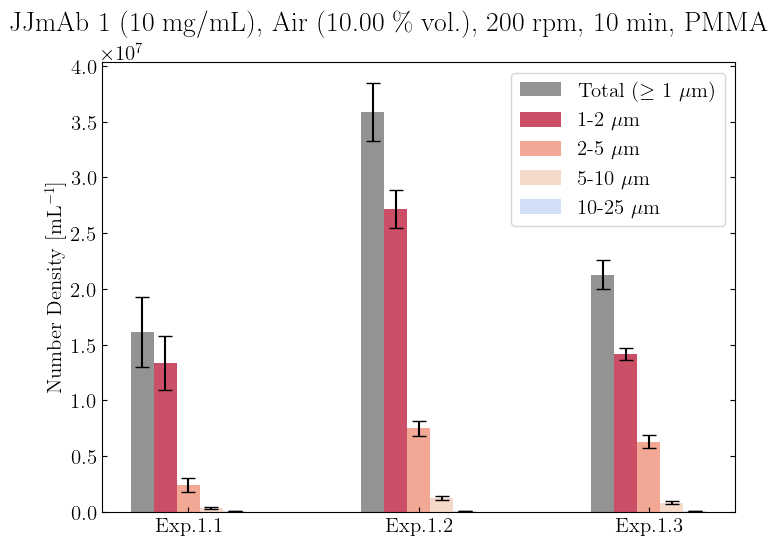 JJmAb 1 (10 mg/mL), Air (10.00 % vol.), 200 rpm, 10 min, PMMA
×10⁷
4.0
3.5
3.0
2.5
2.0
1.5
1.0
0.5
0.0
Number Density [mL⁻¹]
Total (≥ 1 μm)
1-2 μm
2-5 μm
5-10 μm
10-25 μm
Exp.1.1
Exp.1.2
Exp.1.3